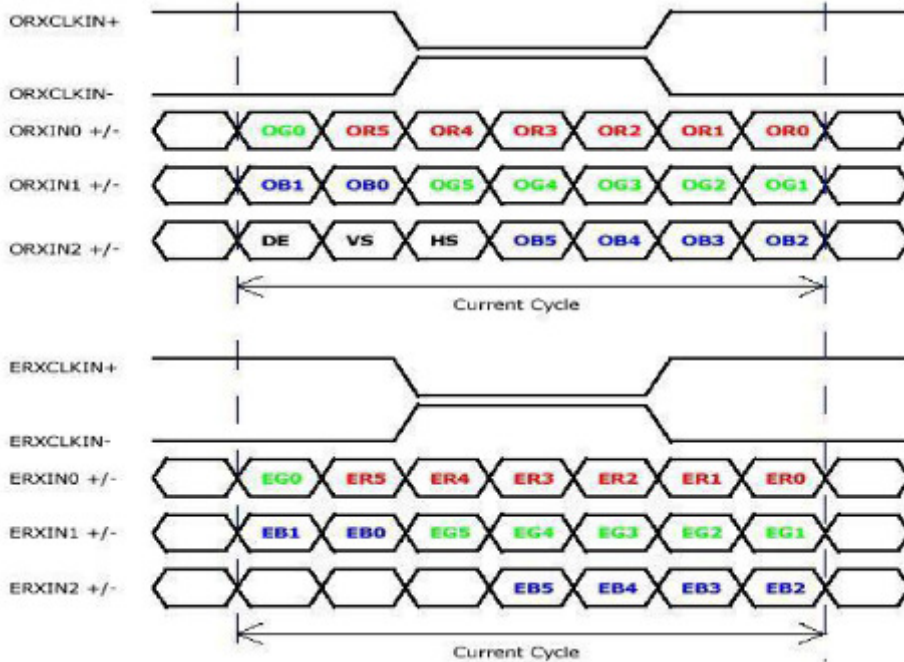 ORXCLKIN+
ORXCLKIN-
ORXIN0 +/- OG0 OR5 OR4 OR3 OR2 OR1 OR0
ORXIN1 +/- OB1 OB0 OG5 OG4 OG3 OG2 OG1
ORXIN2 +/- DE VS HS OB5 OB4 OB3 OB2
Current Cycle
ERXCLKIN+
ERXCLKIN-
ERXIN0 +/- EG0 ER5 ER4 ER3 ER2 ER1 ER0
ERXIN1 +/- EB1 EB0 EG5 EG4 EG3 EG2 EG1
ERXIN2 +/- EB5 EB4 EB3 EB2
Current Cycle